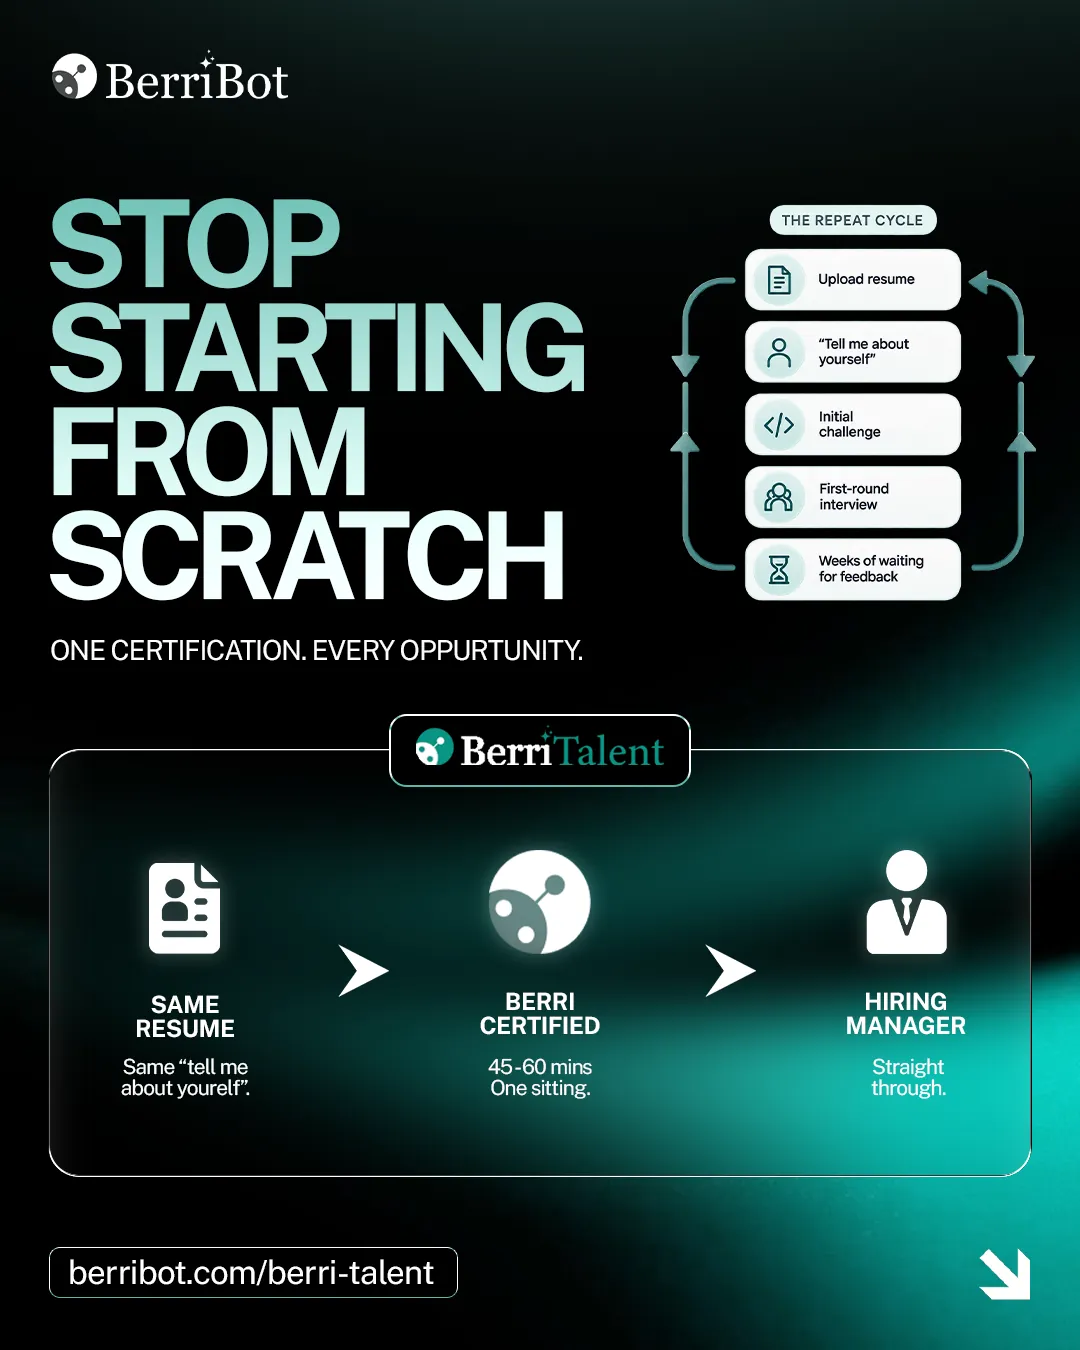 BerriBot
STOP
STARTING
FROM
SCRATCH
ONE CERTIFICATION. EVERY OPPURTUNITY.
THE REPEAT CYCLE
Upload resume
“Tell me about
yourself”
Initial
challenge
First-round
interview
Weeks of waiting
for feedback
BerriTalent
SAME
RESUME
Same “tell me
about yourelf”.
BERRI
CERTIFIED
45-60 mins
One sitting.
HIRING
MANAGER
Straight
through.
berribot.com/berri-talent